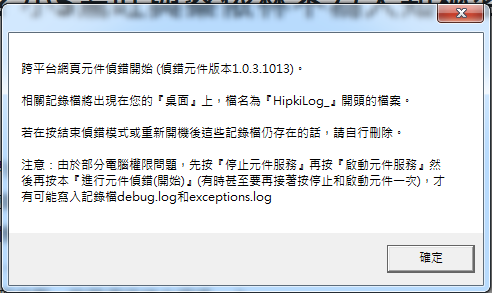 跨平台網頁元件偵錯開始 (偵錯元件版本1.0.3.1013)。
相關記錄檔將出現在您的『桌面』上，檔名為『HipkiLog_』開頭的檔案。
若在按結束偵錯模式或重新開機後這些記錄檔仍存在的話，請自行刪除。
注意：由於部分電腦權限問題，先按『停止元件服務』再按『啟動元件服務』然
後再按本『進行元件偵錯(開始)』(有時甚至要再接著按停止和啟動元件一次)，才
有可能寫入記錄檔debug.log和exceptions.log
確定